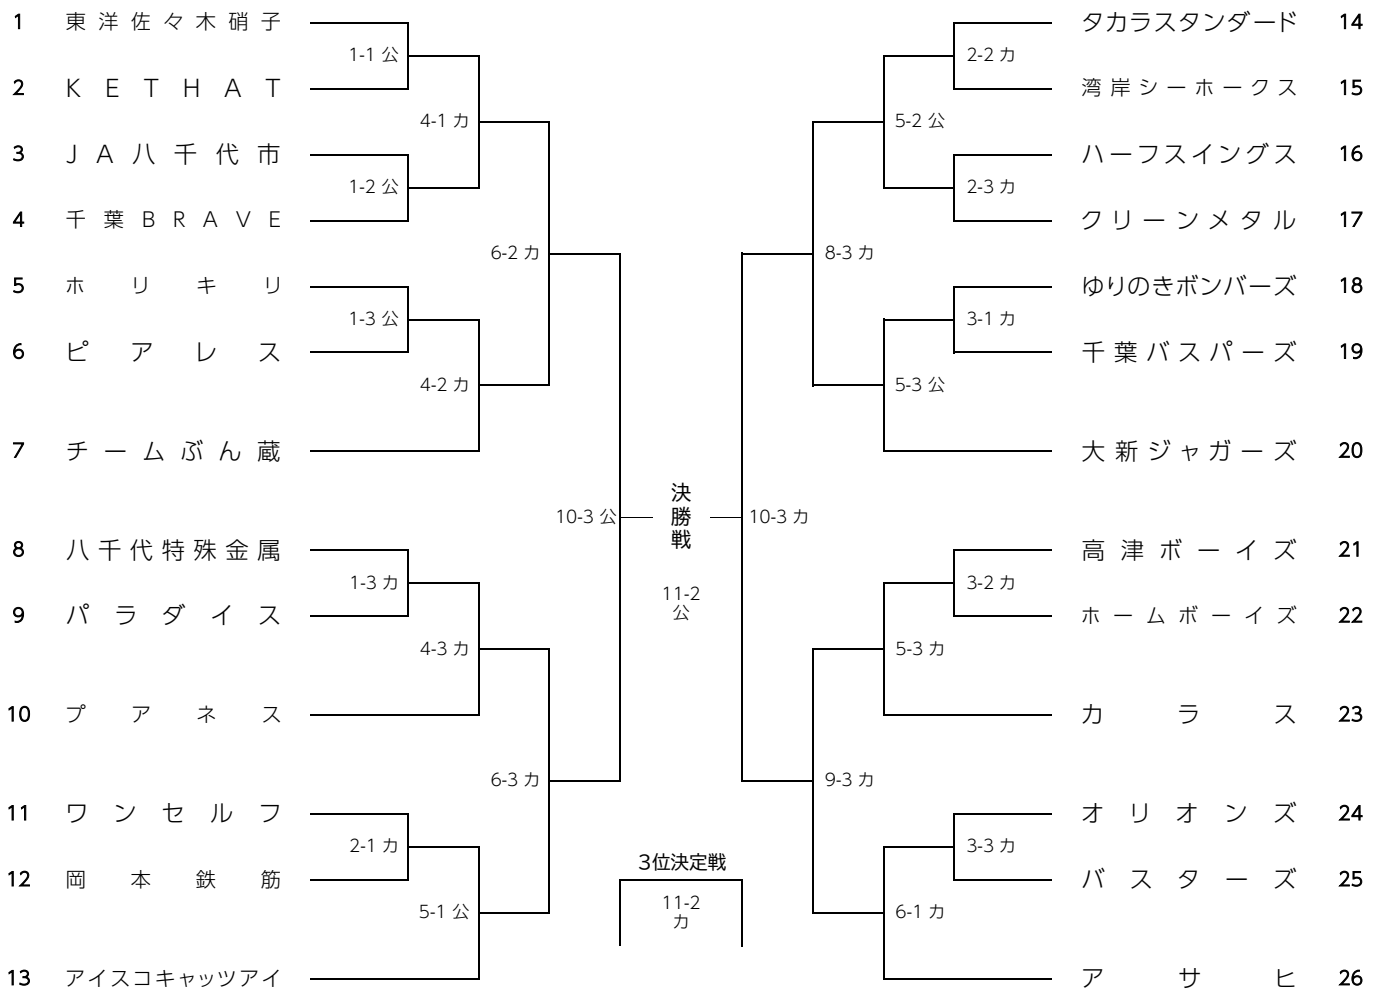 1 東洋佐々木硝子
1-1 公
2 KETHAT
4-1 カ
3 JA八千代市
1-2 公
4 千葉BRAVE
6-2 カ
5 ホリキリ
1-3 公
6 ピアレス
4-2 カ
7 チームぶん蔵
10-3 公
8 八千代特殊金属
1-3 カ
9 パラダイス
4-3 カ
10 プアネス
6-3 カ
11 ワンセルフ
2-1 カ
12 岡本鉄筋
5-1 公
13 アイスコキャッツアイ
決勝戦
11-2
公
3位決定戦
11-2
カ
タカラスタンダード 14
2-2 カ
湾岸シーホークス 15
5-2 公
ハーフスイングス 16
2-3 カ
クリーンメタル 17
8-3 カ
ゆりのきボンバーズ 18
3-1 カ
千葉バスパーズ 19
5-3 公
大新ジャガーズ 20
10-3 カ
高津ボーイズ 21
3-2 カ
ホームボーイズ 22
5-3 カ
カラス 23
9-3 カ
オリオンズ 24
3-3 カ
バスターズ 25
6-1 カ
アサヒ 26